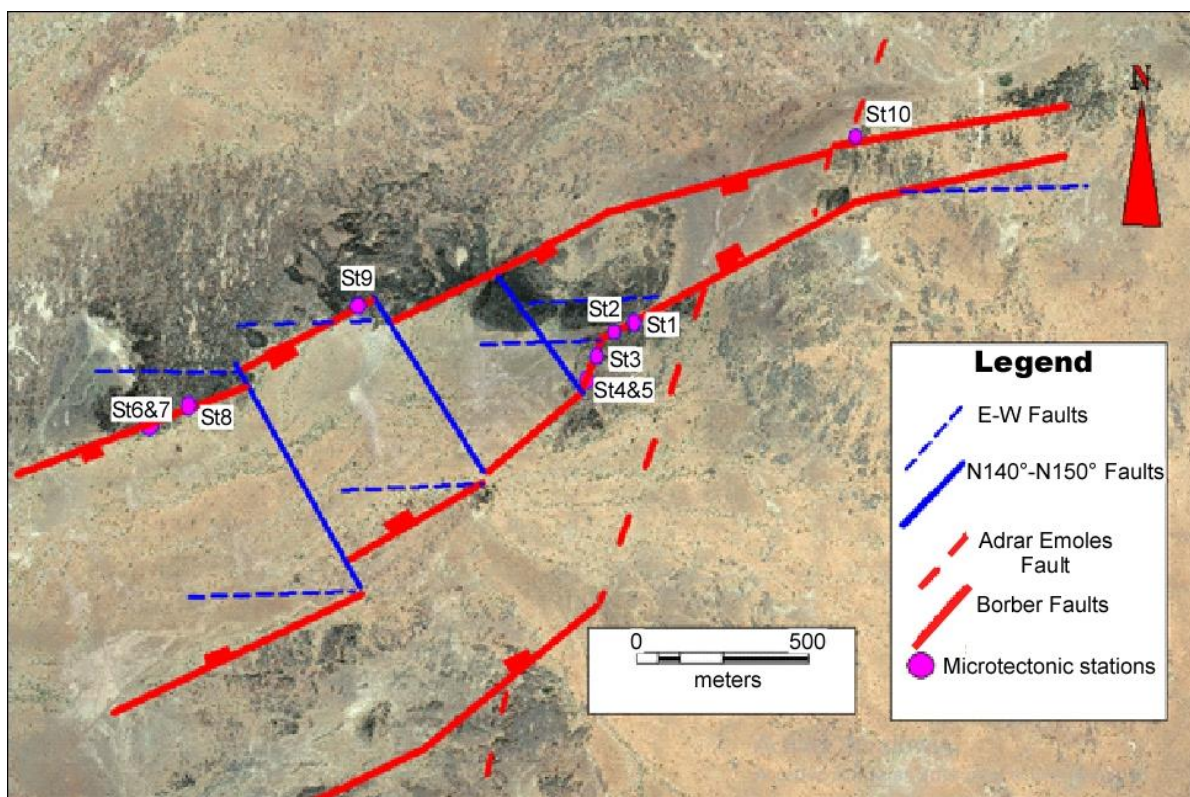 St10
N
St9
St2
St1
St3
St4&5
St6&7
St8
Legend
E-W Faults
N140°-N150° Faults
Adrar Emoles
Fault
Borber Faults
Microtectonic stations
0 500
meters